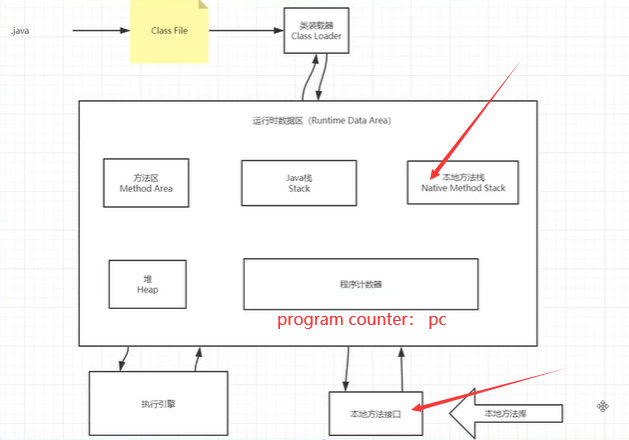 .java
Class File
类装载器
Class Loader
运行时数据区（Runtime Data Area）
方法区
Method Area
Java栈
Stack
本地方法栈
Native Method Stack
堆
Heap
程序计数器
program counter： pc
执行引擎
本地方法接口
本地方法库